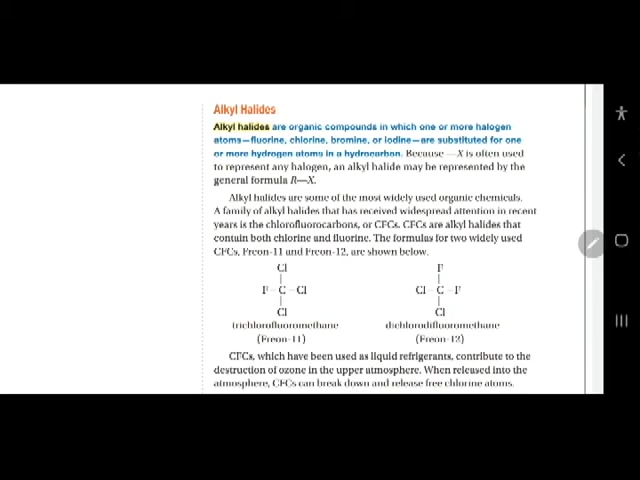 Alkyl Halides
Alkyl halides are organic compounds in which one or more halogen
atoms—fluorine, chlorine, bromine, or iodine—are substituted for one
or more hydrogen atoms in a hydrocarbon. Because —X is often used
to represent any halogen, an alkyl halide may be represented by the
general formula R—X.
Alkyl halides are some of the most widely used organic chemicals.
A family of alkyl halides that has received widespread attention in recent
years is the chlorofluorocarbons, or CFCs. CFCs are alkyl halides that
contain both chlorine and fluorine. The formulas for two widely used
CFCs, Freon-11 and Freon-12, are shown below.
Cl F
F—C—Cl Cl—C—F
Cl Cl
trichlorofluoromethane dichlorodifluoromethane
(Freon-11) (Freon-12)
CFCs, which have been used as liquid refrigerants, contribute to the
destruction of ozone in the upper atmosphere. When released into the
atmosphere, CFCs can break down and release free chlorine atoms.